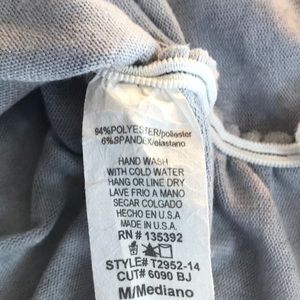 94%POLYESTER/poliester
6%SPANDEX/elastano
HAND WASH
WITH COLD WATER
HANG OR LINE DRY
LAVE FRIO A MANO
SECAR COLGADO
HECHO EN U.S.A
MADE IN U.S.A.
RN # 135392
STYLE# T2952-14
CUT# 6090 BJ
M/Mediano